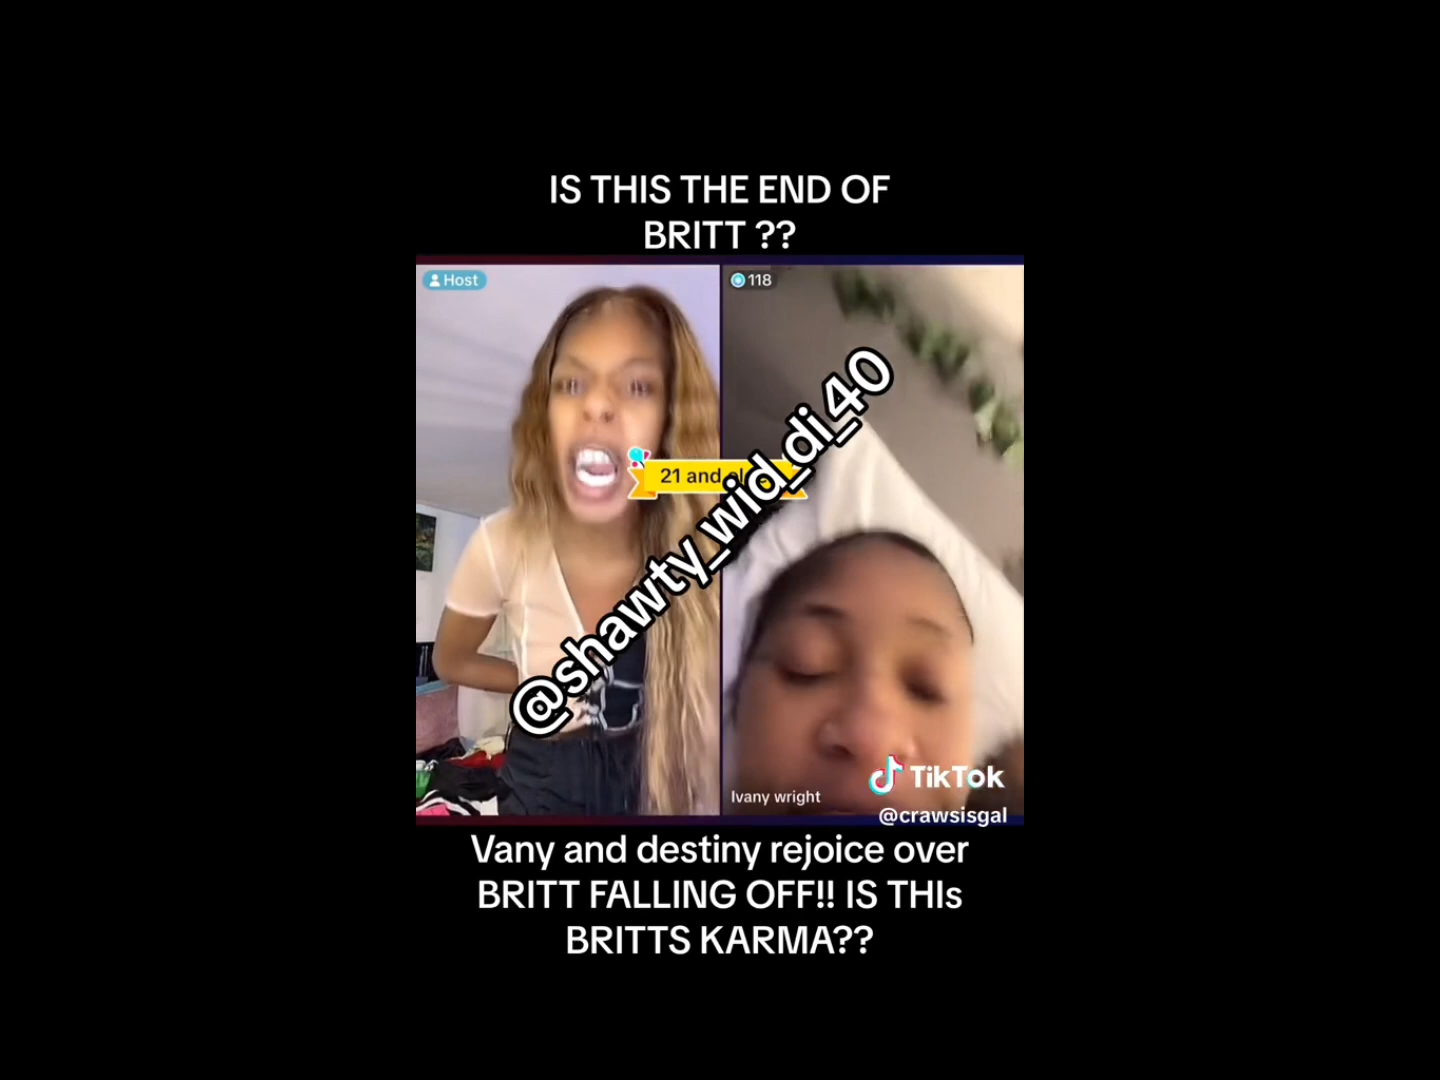 IS THIS THE END OF
BRITT ??
Host
118
21 and
@shawty_wid_di_40
Ivany wright
TikTok
@crawsisgal
Vany and destiny rejoice over
BRITT FALLING OFF!! IS THIs
BRITTS KARMA??